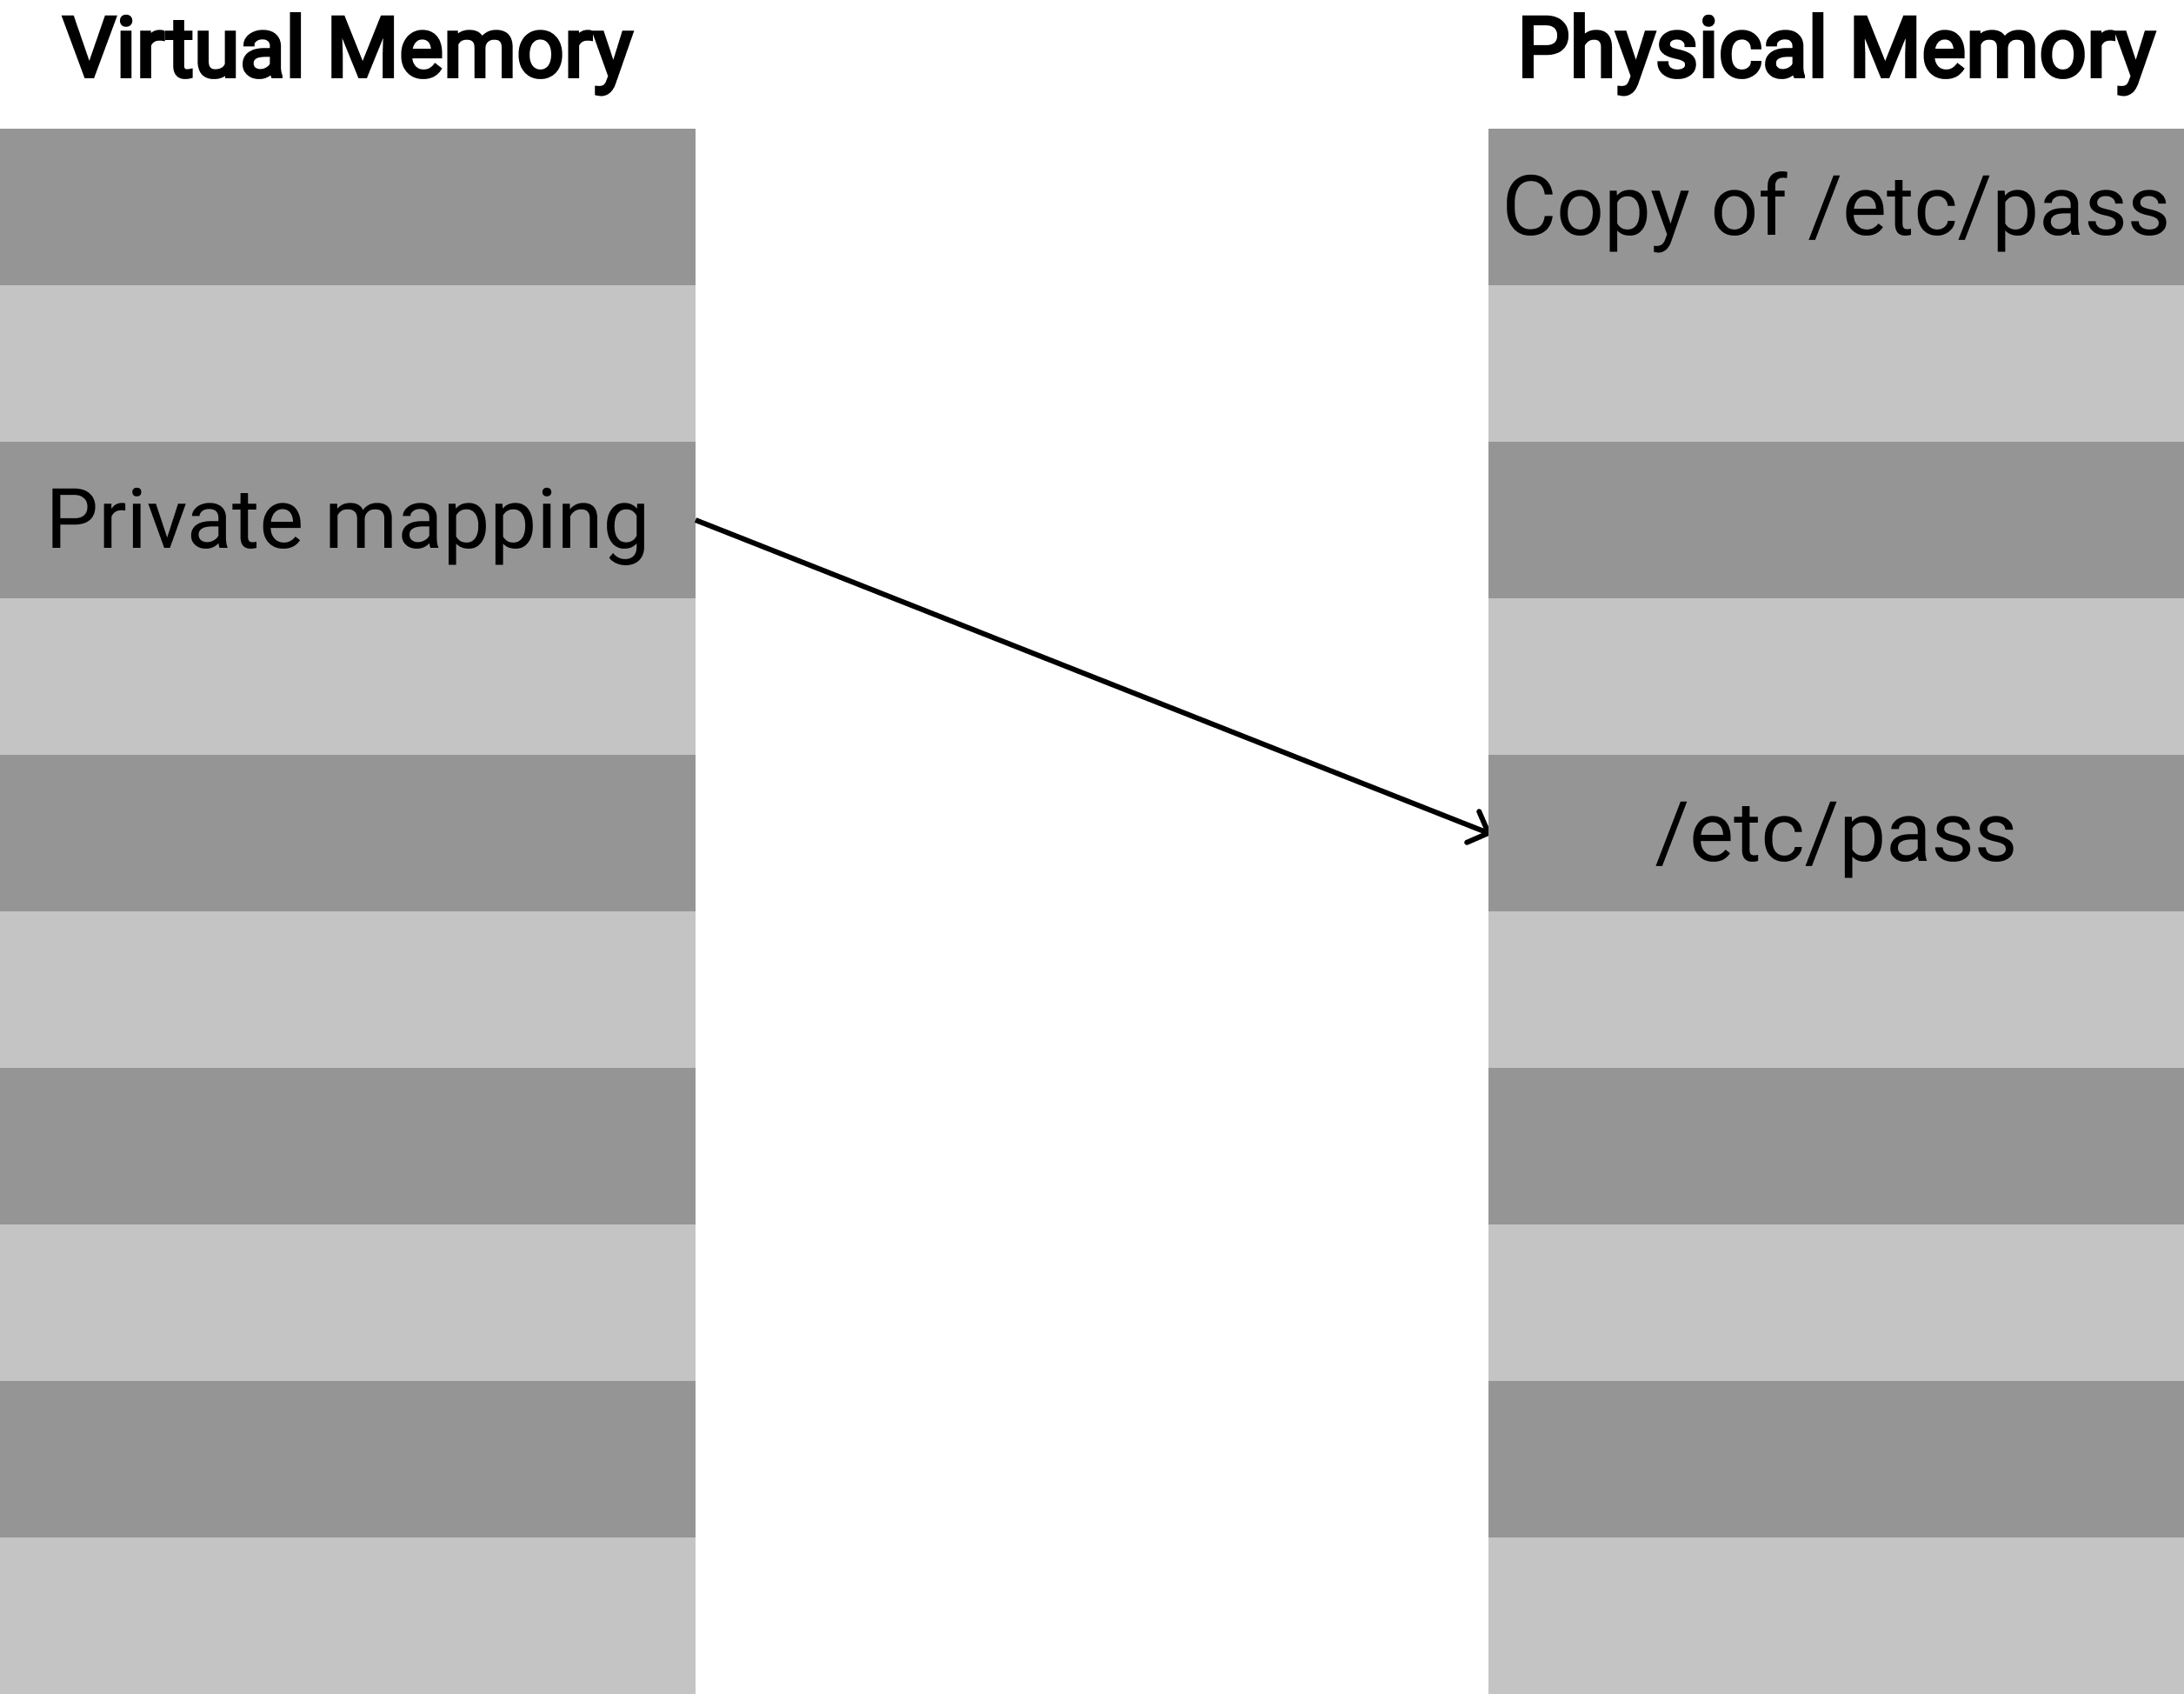 Virtual Memory
Physical Memory
Copy of /etc/pass
Private mapping
/etc/pass